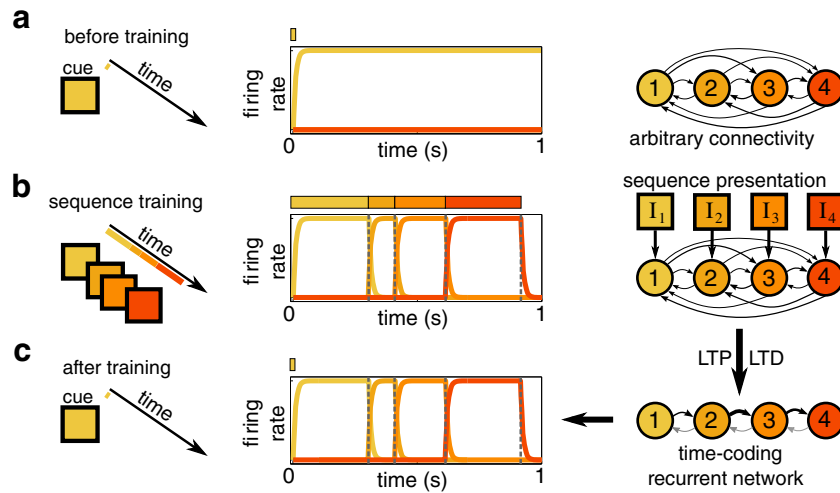 a
before training
cue
time
firing
rate
0
time (s)
1
1 2 3 4
arbitrary connectivity
b
sequence training
time
firing
rate
0
time (s)
1
sequence presentation
I1 I2 I3 I4
1 2 3 4
LTP LTD
c
after training
cue
time
firing
rate
0
time (s)
1
1 2 3 4
time-coding
recurrent network